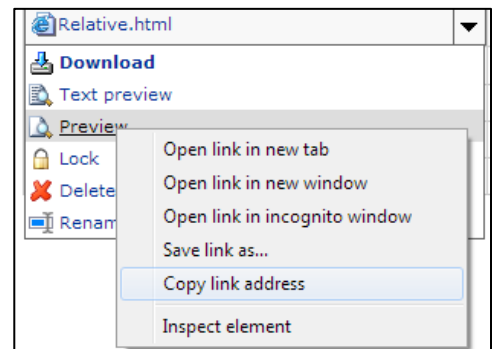 Relative.html
Download
Text preview
Preview
Lock
Delete
Renam
Open link in new tab
Open link in new window
Open link in incognito window
Save link as...
Copy link address
Inspect element